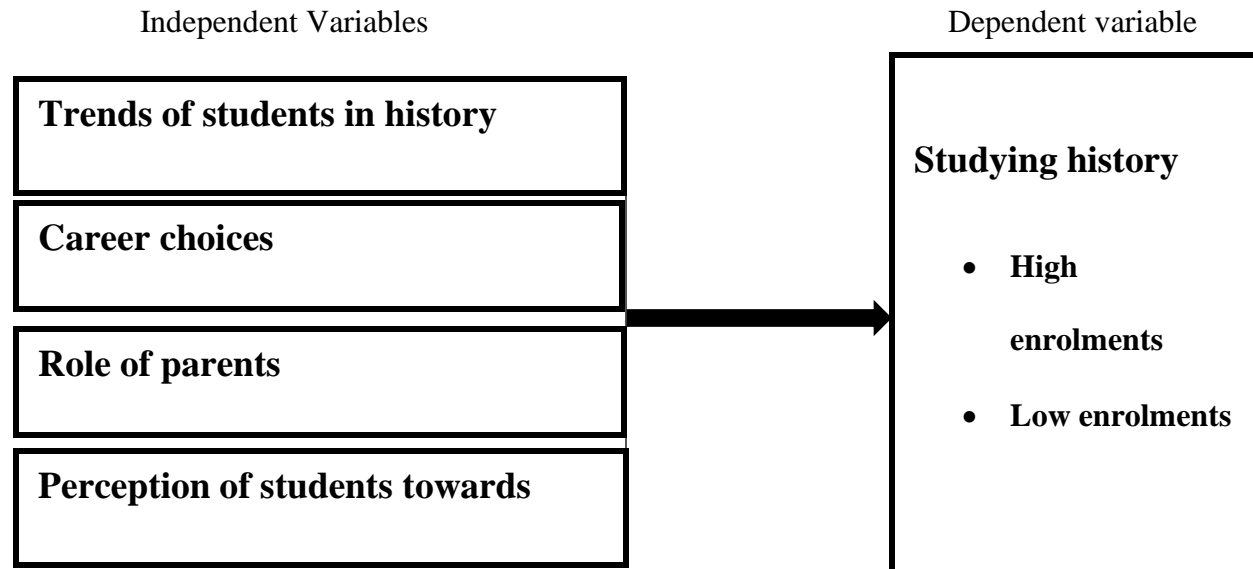 Independent Variables
Dependent variable
Trends of students in history
Career choices
Role of parents
Perception of students towards
Studying history
• High
enrolments
• Low enrolments